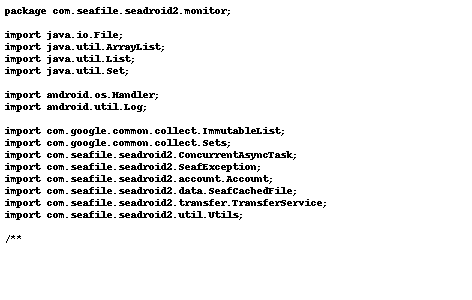 package com.seafile.seadroid2.monitor;

import java.io.File;
import java.util.ArrayList;
import java.util.List;
import java.util.Set;

import android.os.Handler;
import android.util.Log;

import com.google.common.collect.ImmutableList;
import com.google.common.collect.Sets;
import com.seafile.seadroid2.ConcurrentAsyncTask;
import com.seafile.seadroid2.SeafException;
import com.seafile.seadroid2.account.Account;
import com.seafile.seadroid2.data.SeafCachedFile;
import com.seafile.seadroid2.transfer.TransferService;
import com.seafile.seadroid2.util.Utils;

/**